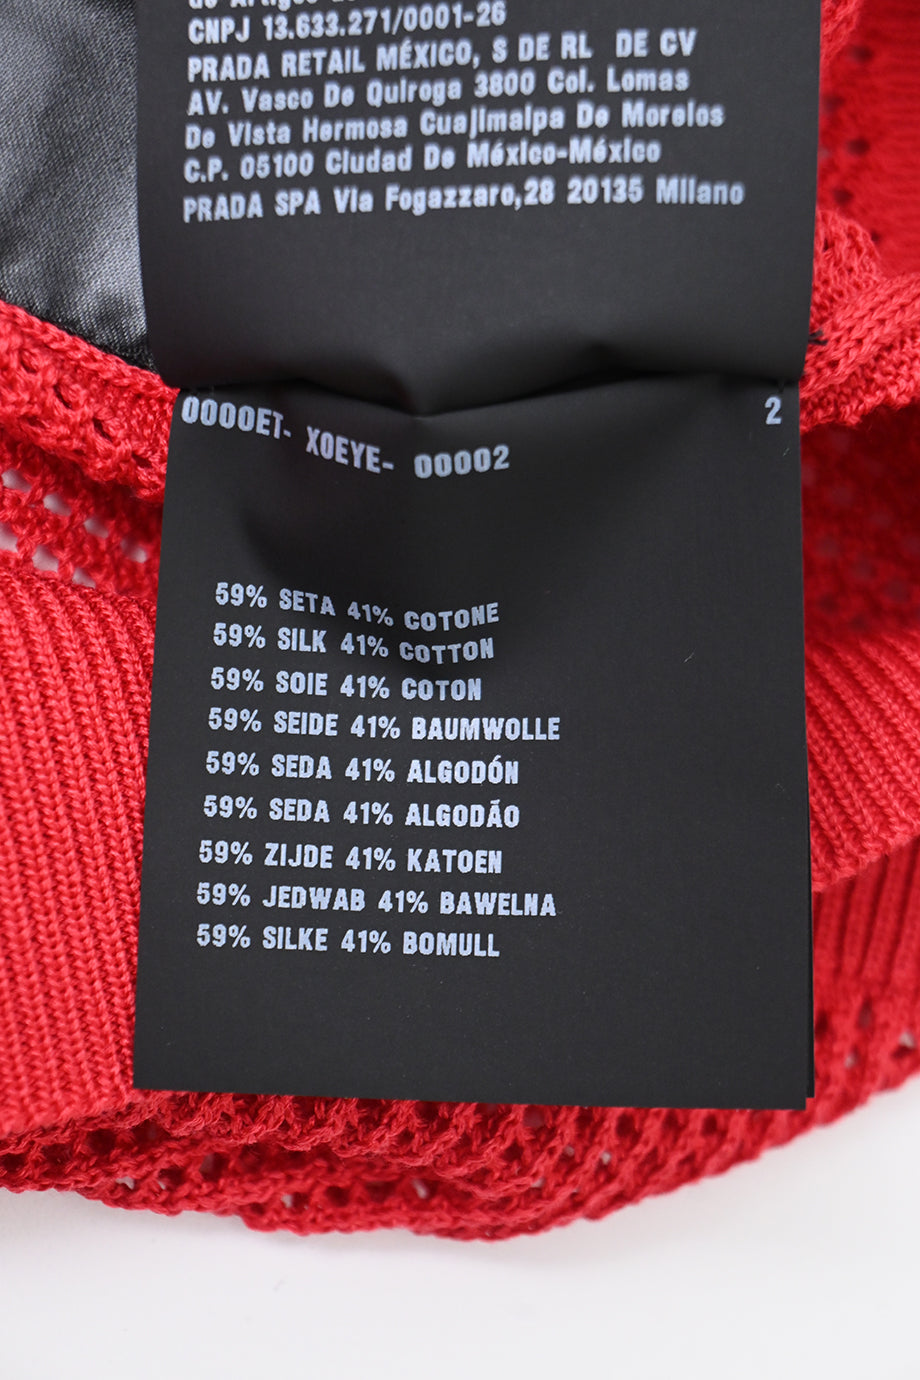 de Artigos de
CNPJ 13.633.271/0001-26
PRADA RETAIL MÉXICO, S DE RL DE CV
AV. Vasco De Quiroga 3800 Col. Lomas
De Vista Hermosa Cuajimalpa De Morelos
C.P. 05100 Ciudad De México-México
PRADA SPA Via Fogazzaro,28 20135 Milano
0000ET- X0EYE- 00002 2
59% SETA 41% COTONE
59% SILK 41% COTTON
59% SOIE 41% COTON
59% SEIDE 41% BAUMWOLLE
59% SEDA 41% ALGODÓN
59% SEDA 41% ALGODÃO
59% ZIJDE 41% KATOEN
59% JEDWAB 41% BAWELNA
59% SILKE 41% BOMULL